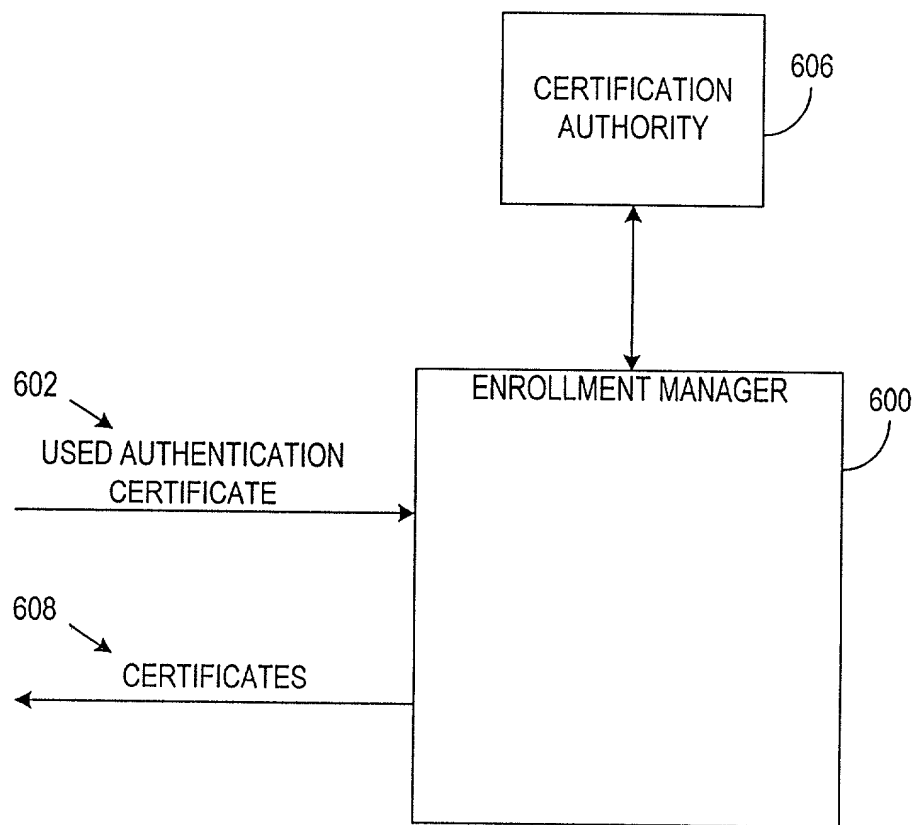 CERTIFICATION
AUTHORITY
606
ENROLLMENT MANAGER
600
602
USED AUTHENTICATION
CERTIFICATE
608
CERTIFICATES